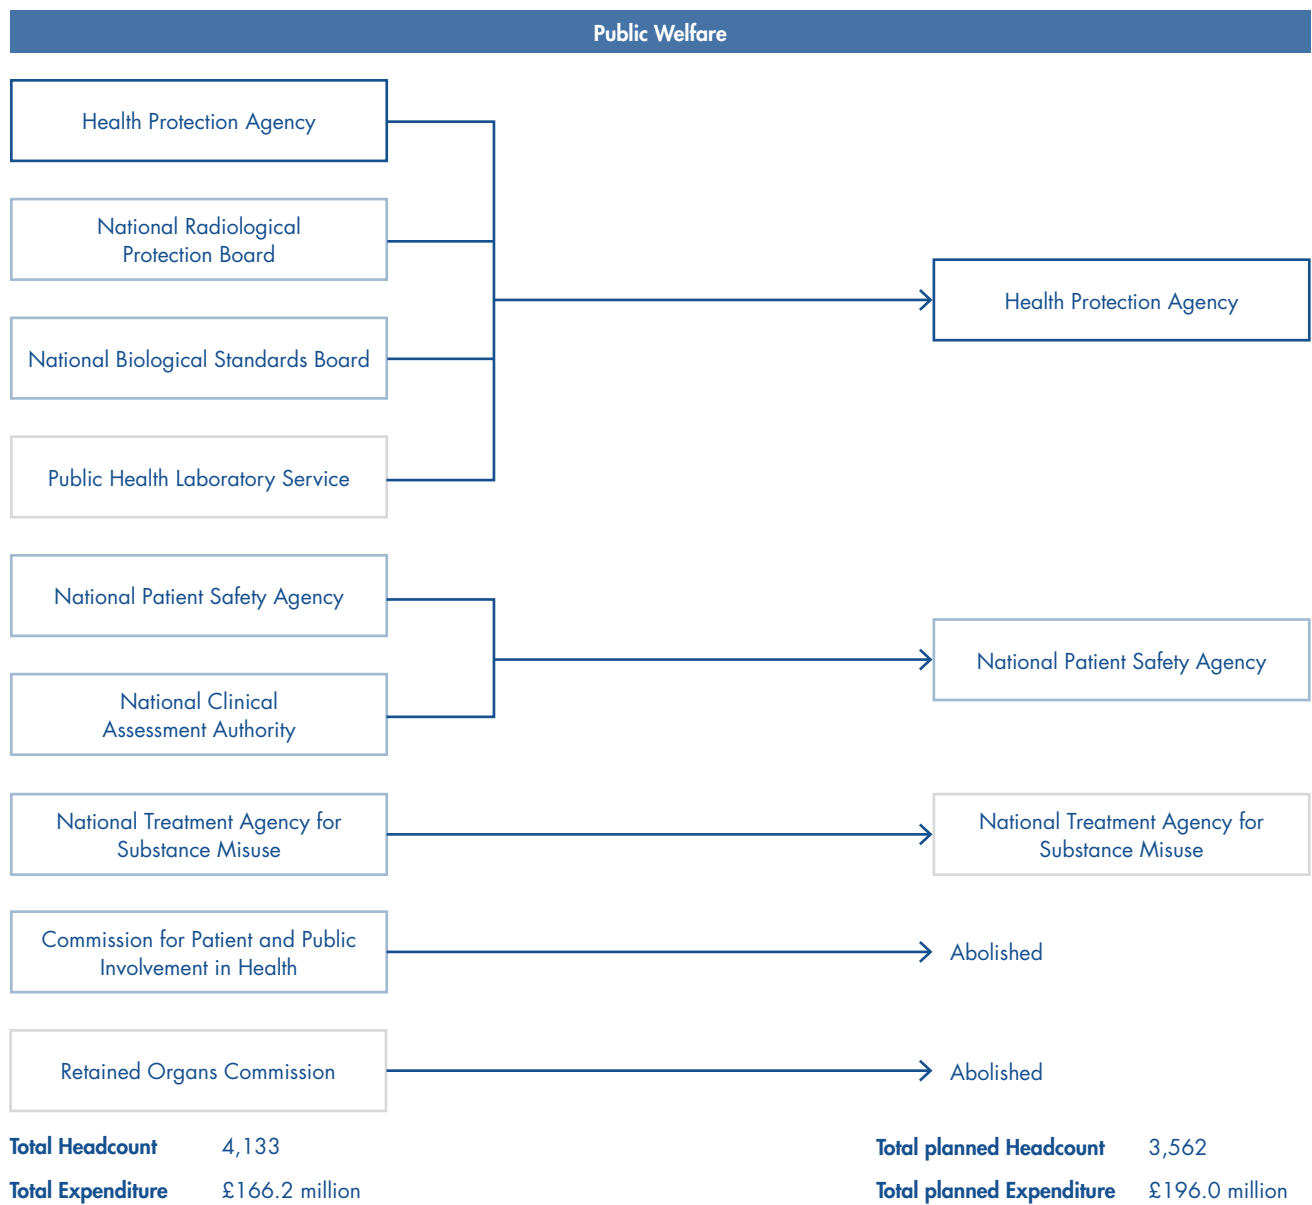 Public Welfare
Health Protection Agency
National Radiological
Protection Board
Health Protection Agency
National Biological Standards Board
Public Health Laboratory Service
National Patient Safety Agency
National Patient Safety Agency
National Clinical
Assessment Authority
National Treatment Agency for
Substance Misuse
National Treatment Agency for
Substance Misuse
Commission for Patient and Public
Involvement in Health
Abolished
Retained Organs Commission
Abolished
Total Headcount 4,133
Total planned Headcount 3,562
Total Expenditure £166.2 million
Total planned Expenditure £196.0 million